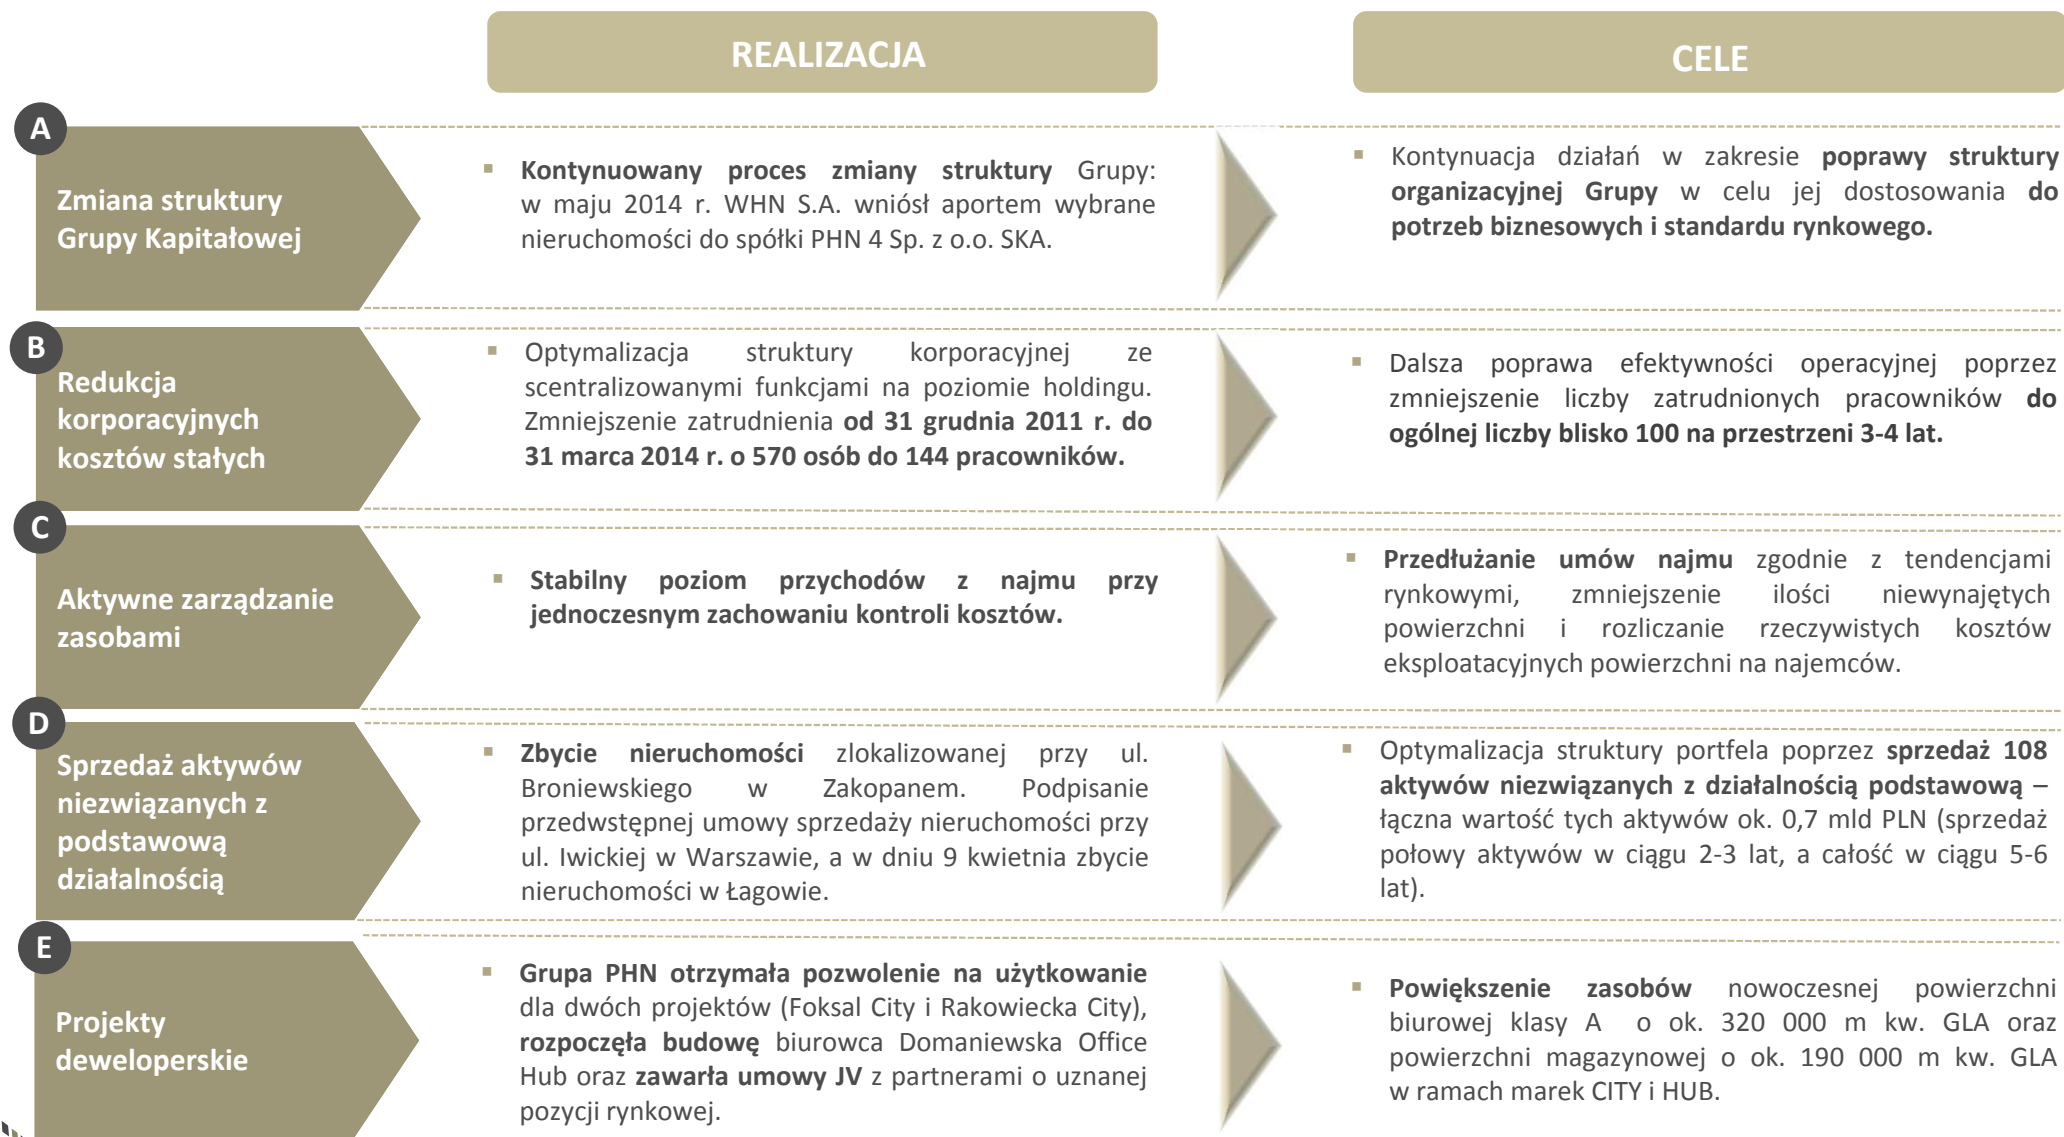 REALIZACJA
CELE
A
Zmiana struktury
Grupy Kapitałowej
Kontynuowany proces zmiany struktury Grupy:
w maju 2014 r. WHN S.A. wniósł aportem wybrane
nieruchomości do spółki PHN 4 Sp. z o.o. SKA.
Kontynuacja działań w zakresie poprawy struktury
organizacyjnej Grupy w celu jej dostosowania do
potrzeb biznesowych i standardu rynkowego.
B
Redukcja
korporacyjnych
kosztów stałych
Optymalizacja struktury korporacyjnej ze
scentralizowanymi funkcjami na poziomie holdingu.
Zmniejszenie zatrudnienia od 31 grudnia 2011 r. do
31 marca 2014 r. o 570 osób do 144 pracowników.
Dalsza poprawa efektywności operacyjnej poprzez
zmniejszenie liczby zatrudnionych pracowników do
ogólnej liczby blisko 100 na przestrzeni 3-4 lat.
C
Aktywne zarządzanie
zasobami
Stabilny poziom przychodów z najmu przy
jednoczesnym zachowaniu kontroli kosztów.
Przedłużanie umów najmu zgodnie z tendencjami
rynkowymi, zmniejszenie ilości niewynajętych
powierzchni i rozliczanie rzeczywistych kosztów
eksploatacyjnych powierzchni na najemców.
D
Sprzedaż aktywów
niezwiązanych z
podstawową
działalnością
Zbycie nieruchomości zlokalizowanej przy ul.
Broniewskiego w Zakopanem. Podpisanie
przedwstępnej umowy sprzedaży nieruchomości przy
ul. Iwickiej w Warszawie, a w dniu 9 kwietnia zbycie
nieruchomości w Łagowie.
Optymalizacja struktury portfela poprzez sprzedaż 108
aktywów niezwiązanych z działalnością podstawową –
łączna wartość tych aktywów ok. 0,7 mld PLN (sprzedaż
połowy aktywów w ciągu 2-3 lat, a całość w ciągu 5-6
lat).
E
Projekty
deweloperskie
Grupa PHN otrzymała pozwolenie na użytkowanie
dla dwóch projektów (Foksal City i Rakowiecka City),
rozpoczęła budowę biurowca Domaniewska Office
Hub oraz zawarła umowy JV z partnerami o uznanej
pozycji rynkowej.
Powiększenie zasobów nowoczesnej powierzchni
biurowej klasy A o ok. 320 000 m kw. GLA oraz
powierzchni magazynowej o ok. 190 000 m kw. GLA
w ramach marek CITY i HUB.